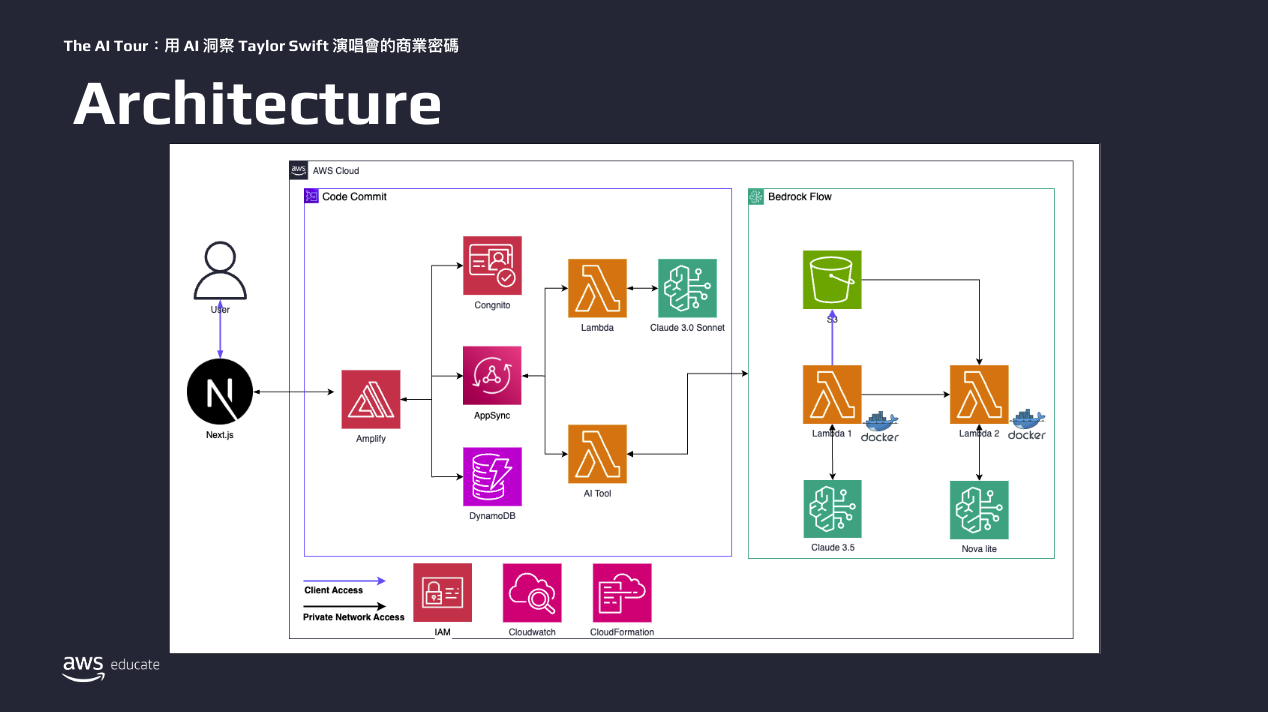 The AI Tour：用 AI 洞察 Taylor Swift 演唱會的商業密碼
Architecture
aws
AWS Cloud
Code Commit
Bedrock Flow
User
Next.js
Amplify
Congnito
AppSync
DynamoDB
Lambda
Claude 3.0 Sonnet
AI Tool
S3
Lambda 1
docker
Lambda 2
docker
Claude 3.5
Nova lite
Client Access
Private Network Access
IAM
Cloudwatch
CloudFormation
aws educate